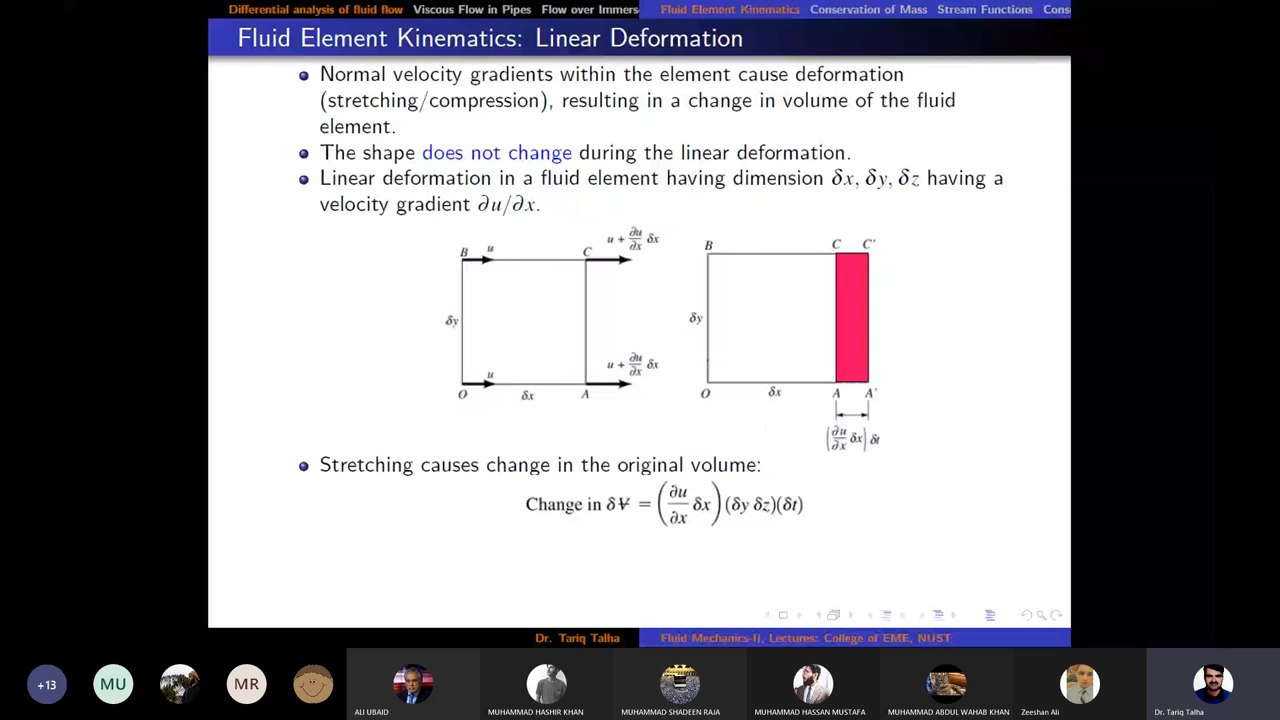 Differential analysis of fluid flow Viscous Flow in Pipes Flow over Immers Fluid Element Kinematics Conservation of Mass Stream Functions Cons
Fluid Element Kinematics: Linear Deformation
Normal velocity gradients within the element cause deformation
(stretching/compression), resulting in a change in volume of the fluid
element.
The shape does not change during the linear deformation.
Linear deformation in a fluid element having dimension δx, δy, δz having a
velocity gradient ∂u/∂x.
B u C u + ∂u/∂x δx
δy
O u δx A u + ∂u/∂x δx
B C C'
δy
O δx A A'
(∂u/∂x δx) δt
Stretching causes change in the original volume:
Change in δV̶ = (∂u/∂x δx) (δy δz)(δt)
Dr. Tariq Talha Fluid Mechanics-II, Lectures: College of EME, NUST
+13 MU MR
ALI UBAID MUHAMMAD HASHIR KHAN MUHAMMAD SHADEEN RAJA MUHAMMAD HASSAN MUSTAFA MUHAMMAD ABDUL WAHAB KHAN Zeeshan Ali Dr. Tariq Talha